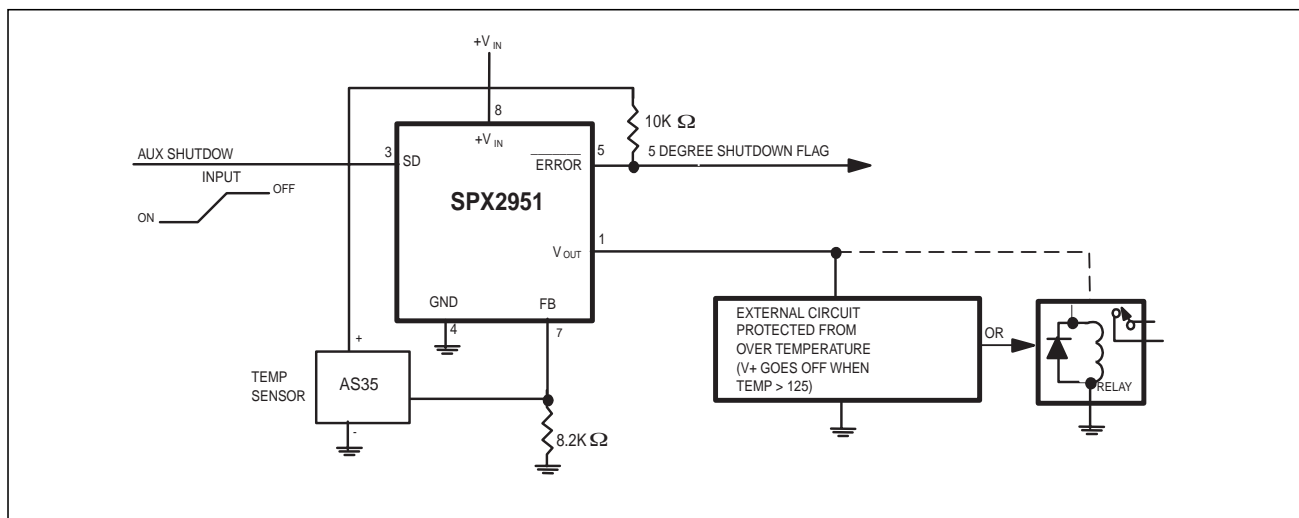 +V IN
8
+V IN
10K Ω
AUX SHUTDOW
3
SD
ERROR
5
5 DEGREE SHUTDOWN FLAG
INPUT
OFF
ON
SPX2951
1
V OUT
GND
FB
4
7
EXTERNAL CIRCUIT
PROTECTED FROM
OVER TEMPERATURE
(V+ GOES OFF WHEN
TEMP > 125)
OR
RELAY
+
TEMP
SENSOR
AS35
-
8.2K Ω